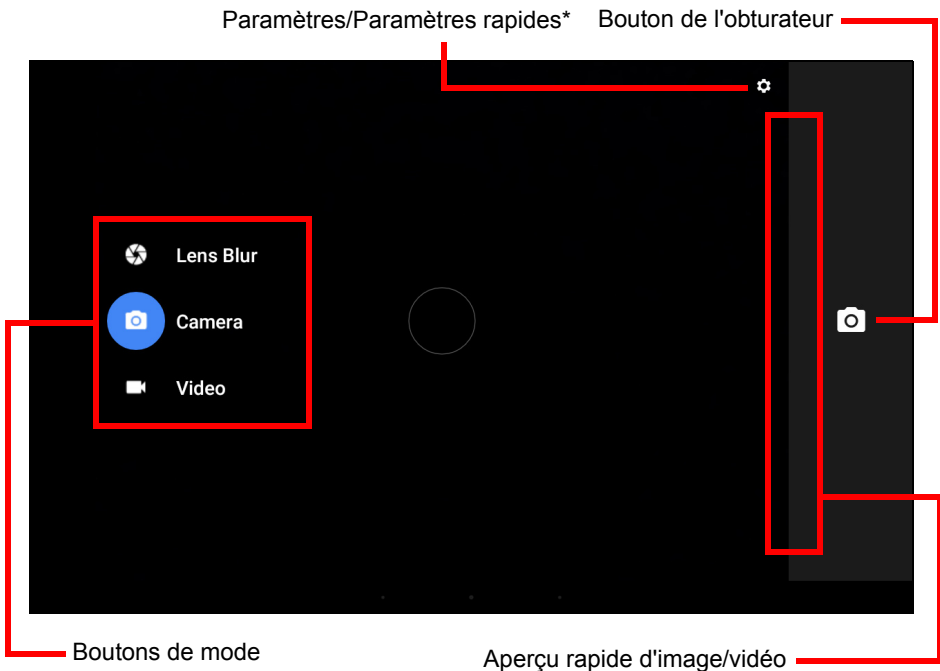 Paramètres/Paramètres rapides*
Bouton de l'obturateur
Lens Blur
Camera
Video
Boutons de mode
Aperçu rapide d'image/vidéo